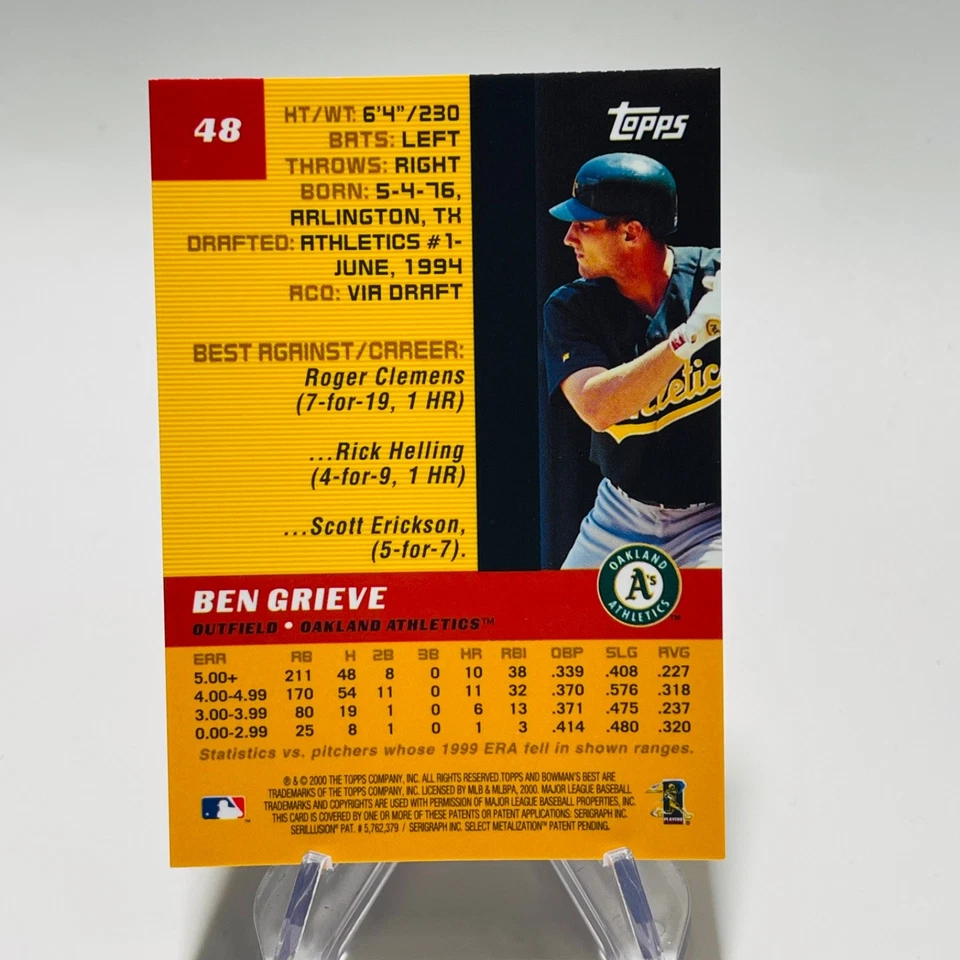 48
HT/WT: 6'4"/230
BATS: LEFT
THROWS: RIGHT
BORN: 5-4-76,
ARLINGTON, TX
DRAFTED: ATHLETICS #1-
JUNE, 1994
ACQ: VIA DRAFT
BEST AGAINST/CAREER:
Roger Clemens
(7-for-19, 1 HR)
...Rick Helling
(4-for-9, 1 HR)
...Scott Erickson,
(5-for-7).
TOPPS
letic
OAKLAND
A's
ATHLETICS™
BEN GRIEVE
OUTFIELD • OAKLAND ATHLETICS™
ERA AB H 2B 3B HR RBI OBP SLG AVG
5.00+ 211 48 8 0 10 38 .339 .408 .227
4.00-4.99 170 54 11 0 11 32 .370 .576 .318
3.00-3.99 80 19 1 0 6 13 .371 .475 .237
0.00-2.99 25 8 1 0 1 3 .414 .480 .320
Statistics vs. pitchers whose 1999 ERA fell in shown ranges.
® & © 2000 THE TOPPS COMPANY, INC. ALL RIGHTS RESERVED. TOPPS AND BOWMAN'S BEST ARE
TRADEMARKS OF THE TOPPS COMPANY, INC. LICENSED BY MLB & MLBPA, 2000. MAJOR LEAGUE BASEBALL
TRADEMARKS AND COPYRIGHTS ARE USED WITH PERMISSION OF MAJOR LEAGUE BASEBALL PROPERTIES, INC.
THIS CARD IS COVERED BY ONE OR MORE OF THESE PATENTS OR PATENT APPLICATIONS: SERIGRAPH INC.
SERILLUSION® PAT. # 5,762,379 / SERIGRAPH INC. SELECT METALIZATION™ PATENT PENDING.
PLAYERS